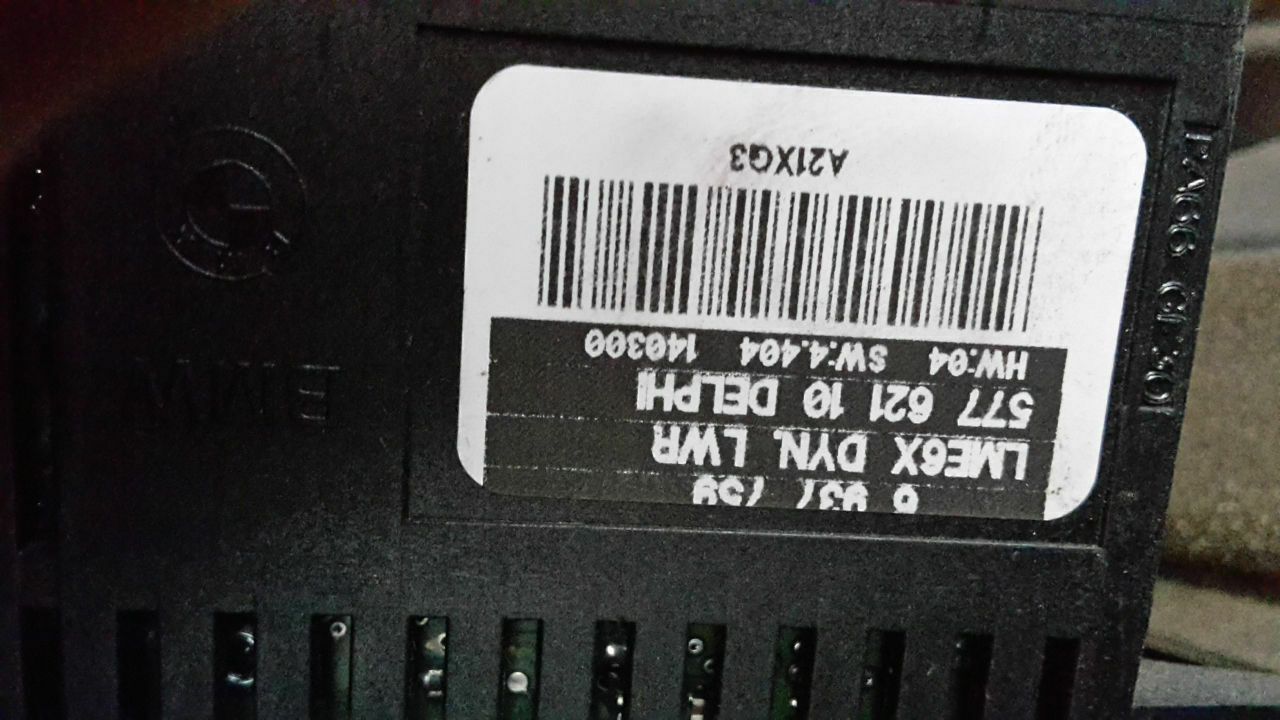 6 937 759
LME6X DYN. LWR
577 621 10 DELPHI
HW:04 SW:4.404 140300
A21XG3
BMW
PA66 GF30